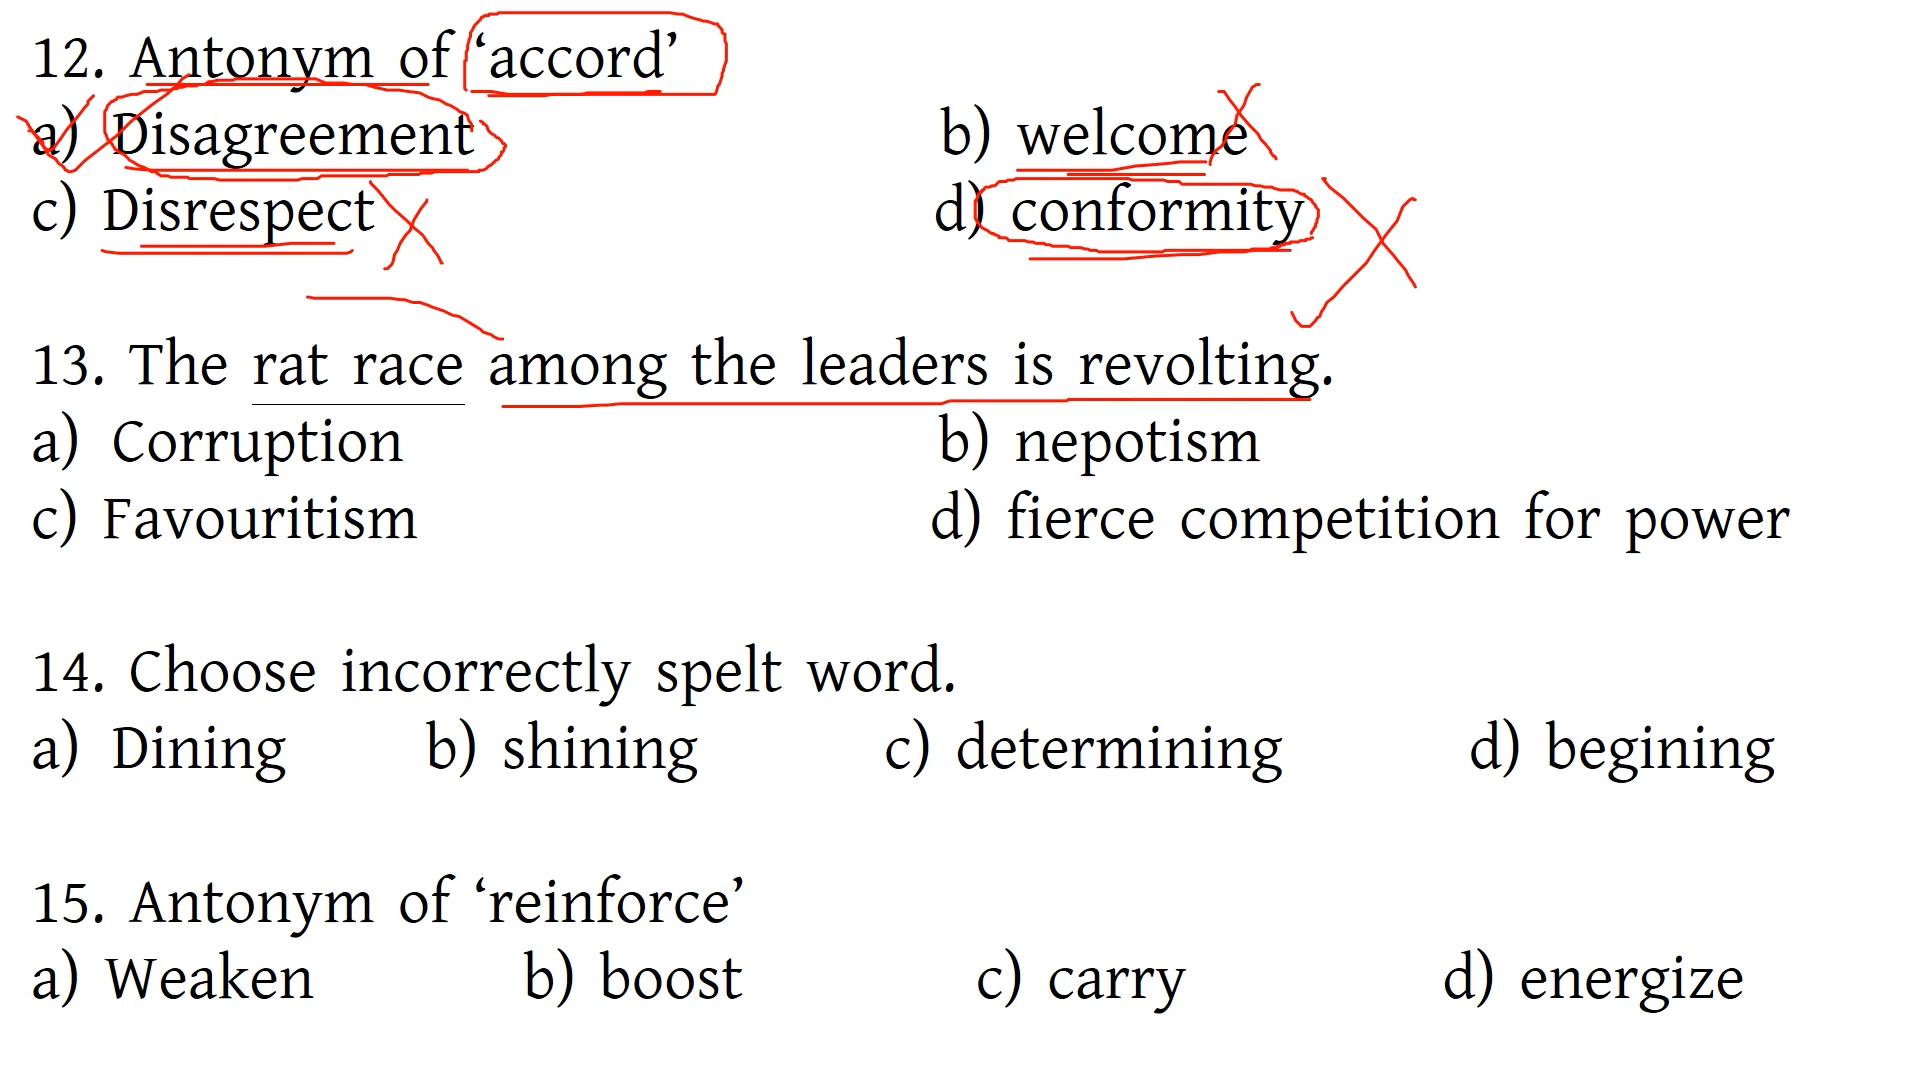 12. Antonym of ‘accord’
a) Disagreement b) welcome
c) Disrespect d) conformity
13. The rat race among the leaders is revolting.
a) Corruption b) nepotism
c) Favouritism d) fierce competition for power
14. Choose incorrectly spelt word.
a) Dining b) shining c) determining d) begining
15. Antonym of ‘reinforce’
a) Weaken b) boost c) carry d) energize